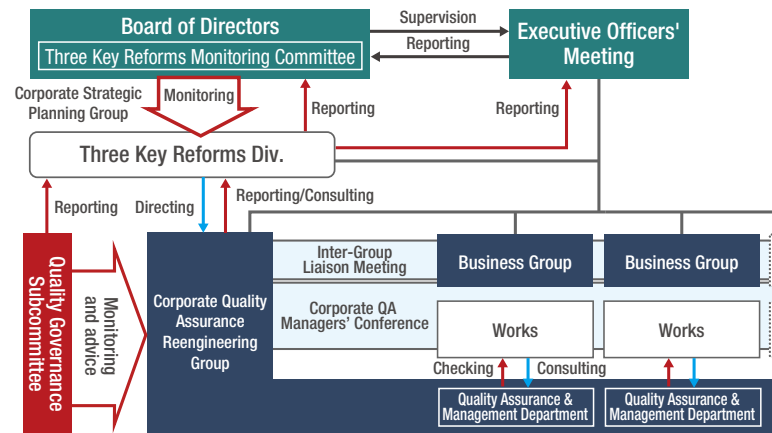 Board of Directors
Three Key Reforms Monitoring Committee
Supervision
Reporting
Executive Officers'
Meeting
Corporate Strategic
Planning Group
Monitoring
Reporting
Reporting
Three Key Reforms Div.
Reporting
Directing
Reporting/Consulting
Quality Governance
Subcommittee
Monitoring
and advice
Corporate Quality
Assurance
Reengineering
Group
Inter-Group
Liaison Meeting
Business Group
Business Group
Corporate QA
Managers' Conference
Works
Works
Checking
Consulting
Quality Assurance &
Management Department
Quality Assurance &
Management Department